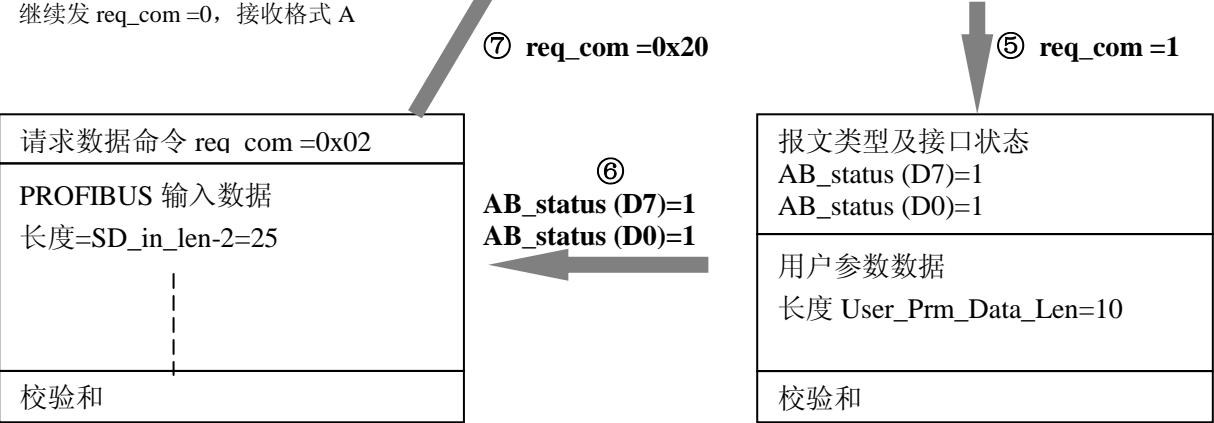 继续发 req_com =0，接收格式 A
⑦ req_com =0x20
⑤ req_com =1
请求数据命令 req_com =0x02
PROFIBUS 输入数据
长度=SD_in_len-2=25
校验和
⑥
AB_status (D7)=1
AB_status (D0)=1
报文类型及接口状态
AB_status (D7)=1
AB_status (D0)=1
用户参数数据
长度 User_Prm_Data_Len=10
校验和